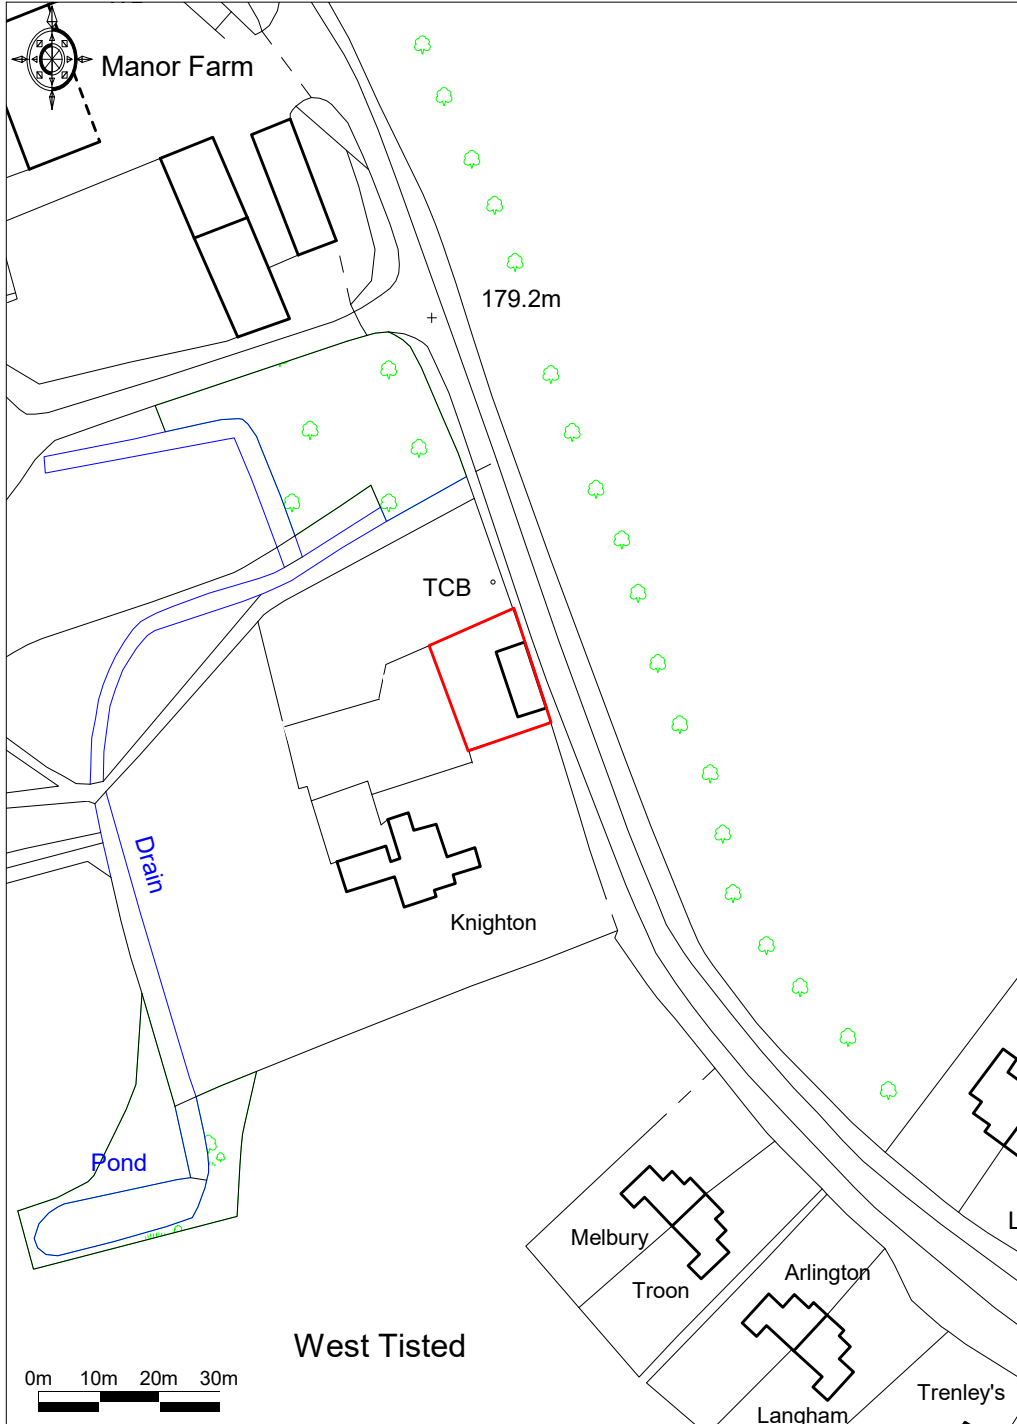 Manor Farm
179.2m
TCB
Drain
Knighton
Pond
Melbury
Troon
Arlington
L
West Tisted
0m 10m 20m 30m
Trenley's
Langham